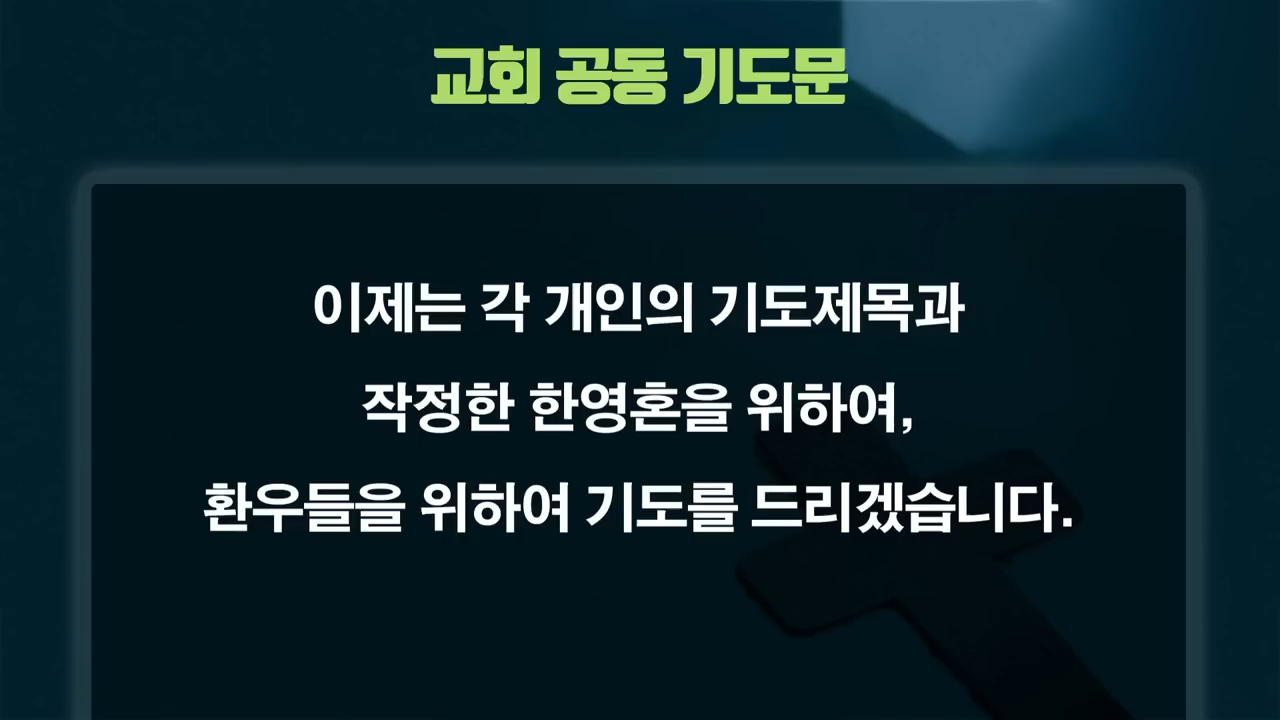 교회 공동 기도문
이제는 각 개인의 기도제목과
작정한 한영혼을 위하여,
환우들을 위하여 기도를 드리겠습니다.